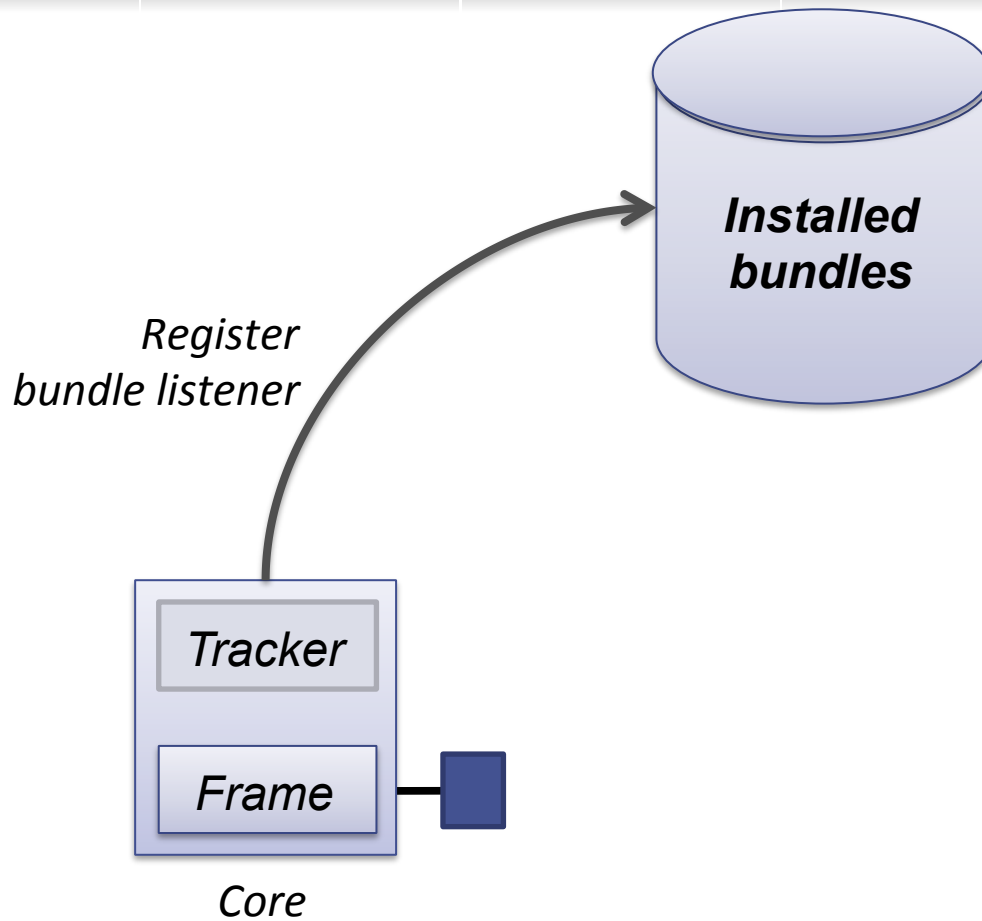 Installed
bundles
Register
bundle listener
Tracker
Frame
Core